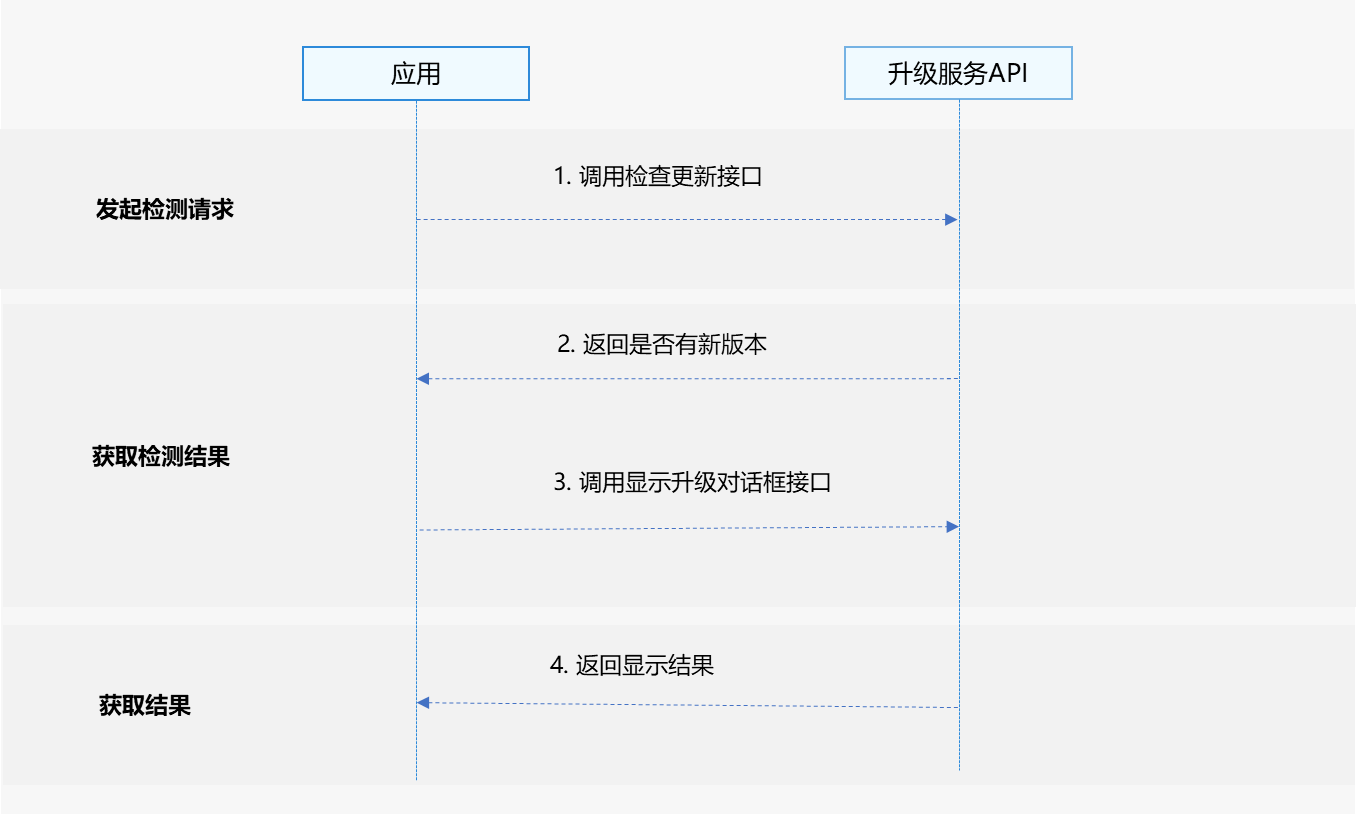 应用
升级服务API
1. 调用检查更新接口
发起检测请求
2. 返回是否有新版本
获取检测结果
3. 调用显示升级对话框接口
4. 返回显示结果
获取结果